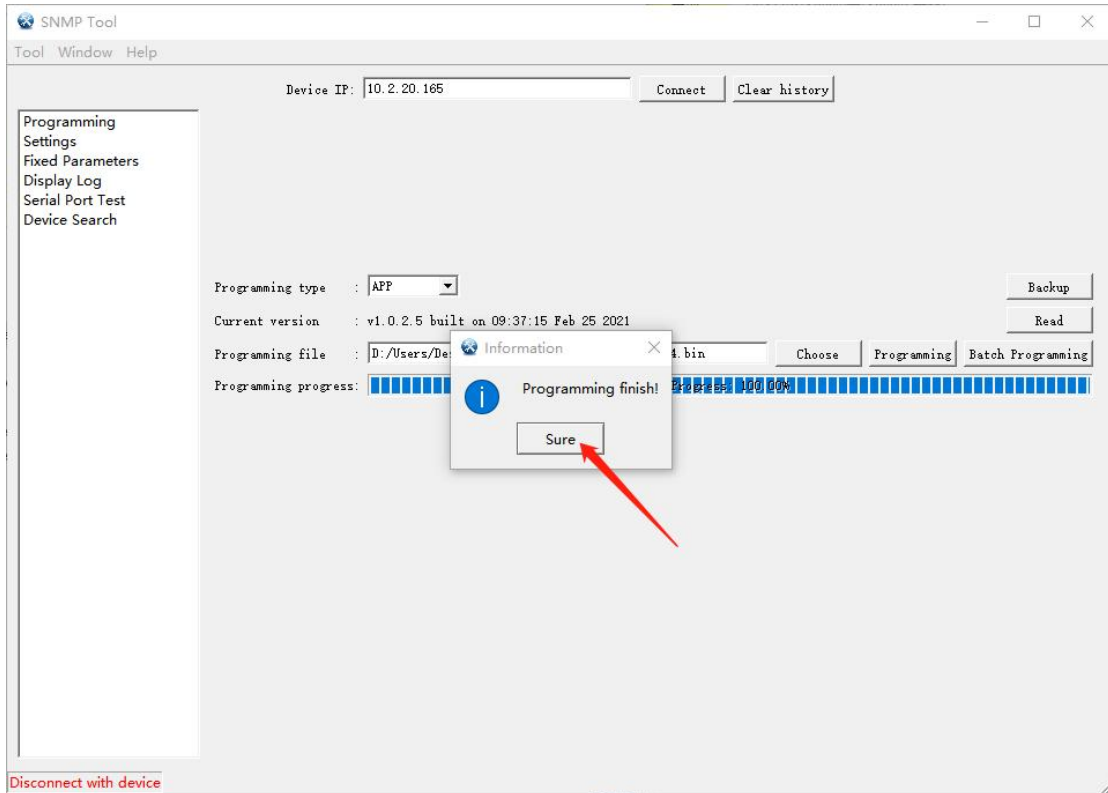 SNMP Tool
Tool Window Help
Device IP: 10.2.20.165 Connect Clear history
Programming
Settings
Fixed Parameters
Display Log
Serial Port Test
Device Search
Programming type : APP Backup
Current version : v1.0.2.5 built on 09:37:15 Feb 25 2021 Read
Programming file : D:/Users/De 4.bin Choose Programming Batch Programming
Programming progress: Progress: 100.00%
Information
Programming finish!
Sure
Disconnect with device